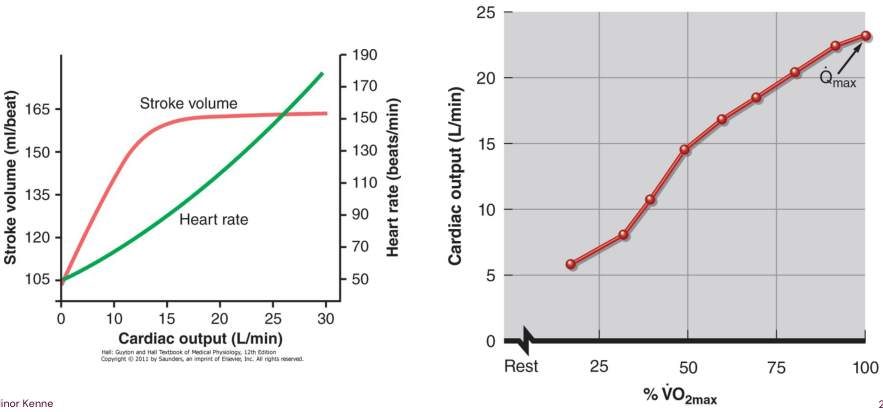 190
170
150
130
110
90
70
50
Heart rate (beats/min)
165
150
135
120
105
Stroke volume (ml/beat)
Stroke volume
Heart rate
0 10 15 20 25 30
Cardiac output (L/min)
Hall: Guyton and Hall Textbook of Medical Physiology, 12th Edition
Copyright © 2011 by Saunders, an imprint of Elsevier, Inc. All rights reserved.
25
20
15
10
5
0
Cardiac output (L/min)
Q̇max
Rest 25 50 75 100
% V̇O2max
inor Kenne
2